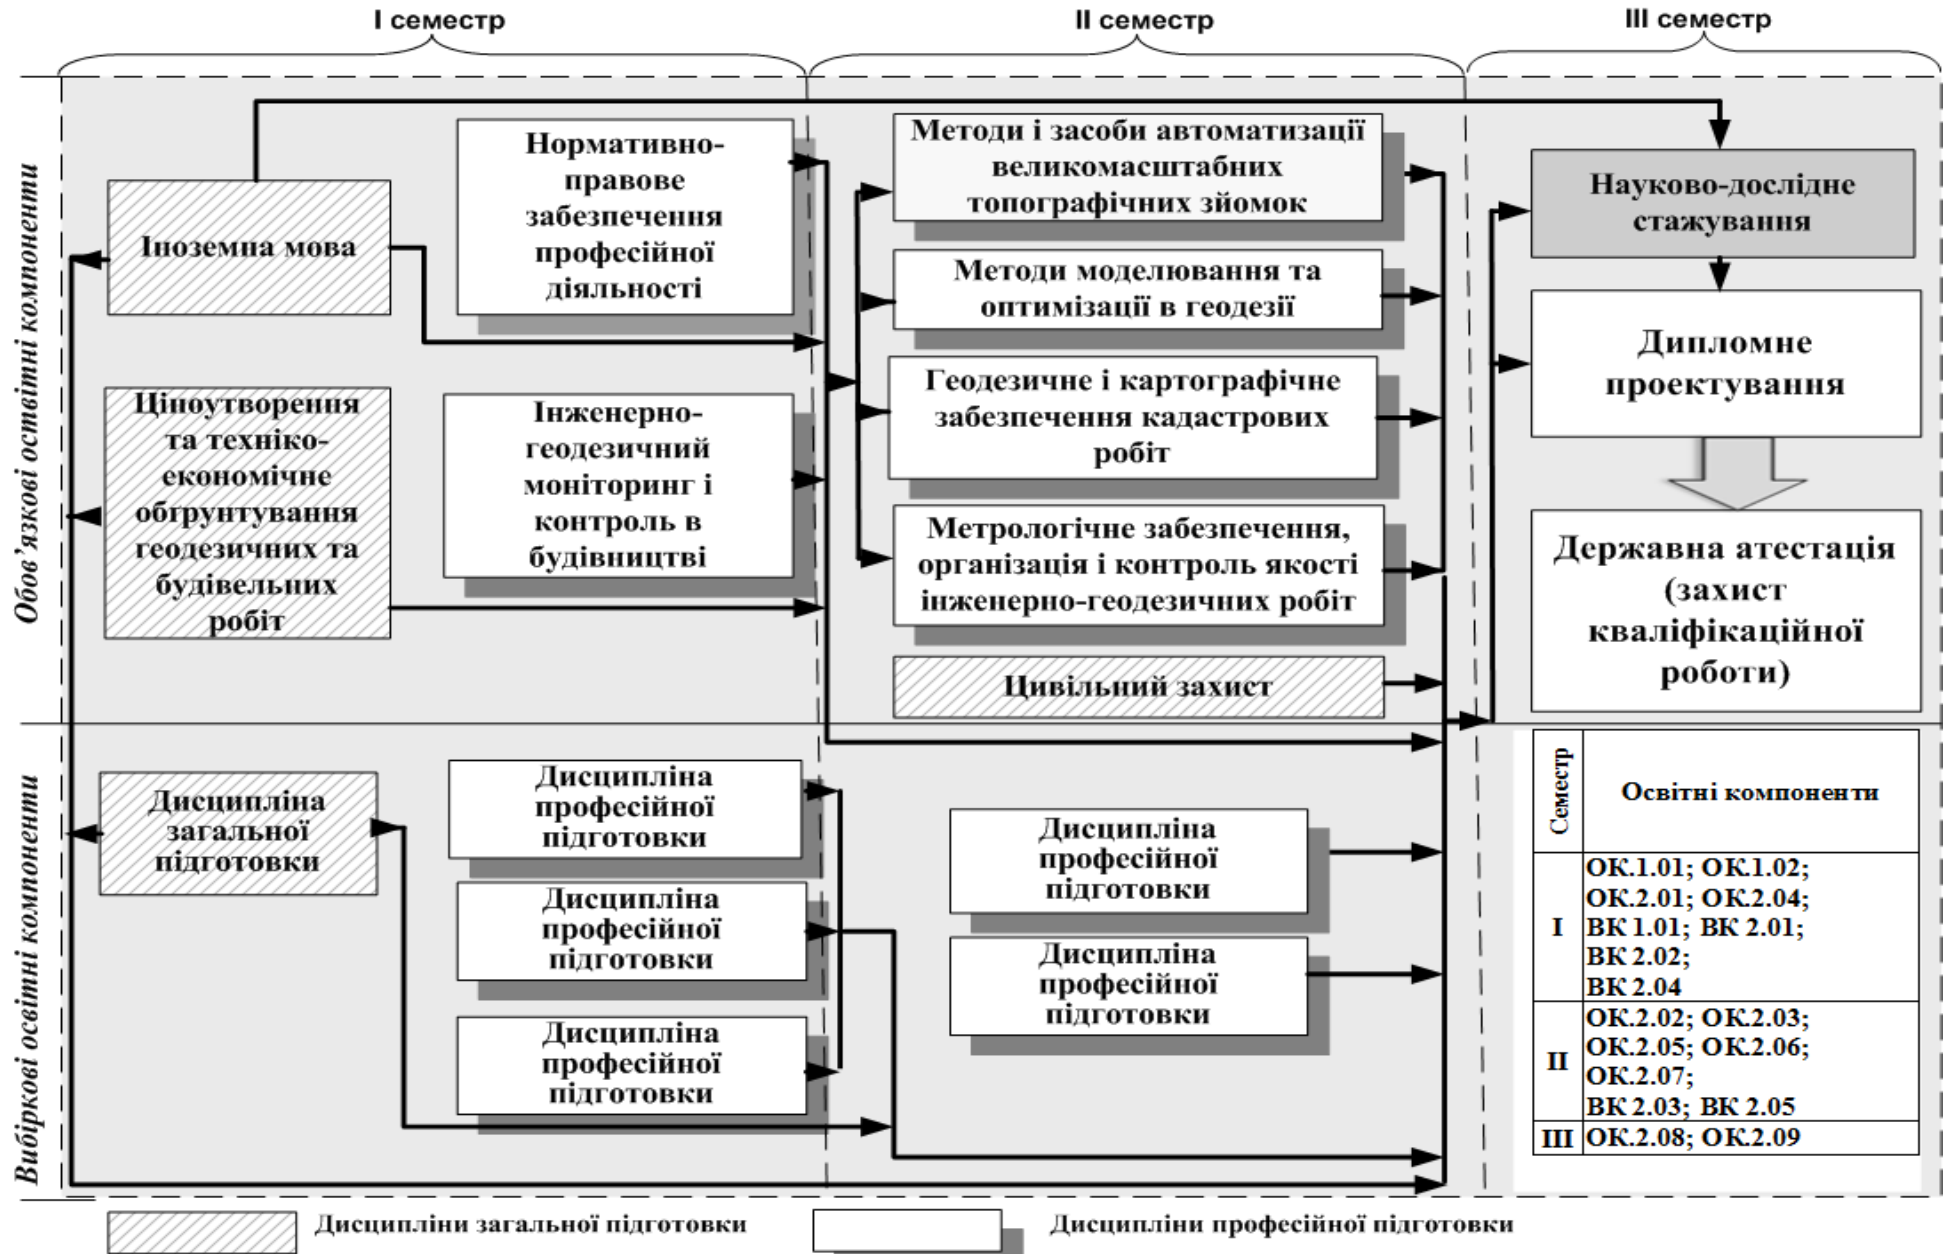 I семестр
II семестр
III семестр
Обов'язкові оствітні компоненти
Іноземна мова
Нормативно-
правове
забезпечення
професійної
діяльності
Ціноутворення
та техніко-
економічне
обґрунтування
геодезичних та
будівельних
робіт
Інженерно-
геодезичний
моніторинг і
контроль в
будівництві
Методи і засоби автоматизації
великомасштабних
топографічних зйомок
Методи моделювання та
оптимізації в геодезії
Геодезичне і картографічне
забезпечення кадастрових
робіт
Метрологічне забезпечення,
організація і контроль якості
інженерно-геодезичних робіт
Цивільний захист
Науково-дослідне
стажування
Дипломне
проектування
Державна атестація
(захист
кваліфікаційної
роботи)
Вибіркові освітні компоненти
Дисципліна
загальної
підготовки
Дисципліна
професійної
підготовки
Дисципліна
професійної
підготовки
Дисципліна
професійної
підготовки
Дисципліна
професійної
підготовки
Дисципліна
професійної
підготовки
Семестр
Освітні компоненти
I
ОК.1.01; ОК.1.02;
ОК.2.01; ОК.2.04;
ВК 1.01; ВК 2.01;
ВК 2.02;
ВК 2.04
II
ОК.2.02; ОК.2.03;
ОК.2.05; ОК.2.06;
ОК.2.07;
ВК 2.03; ВК 2.05
III
ОК.2.08; ОК.2.09
Дисципліни загальної підготовки
Дисципліни професійної підготовки